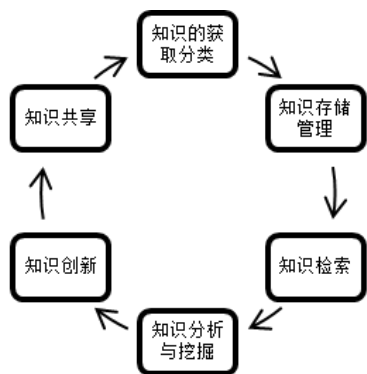 知识的获
取分类
知识存储
管理
知识检索
知识分析
与挖掘
知识创新
知识共享